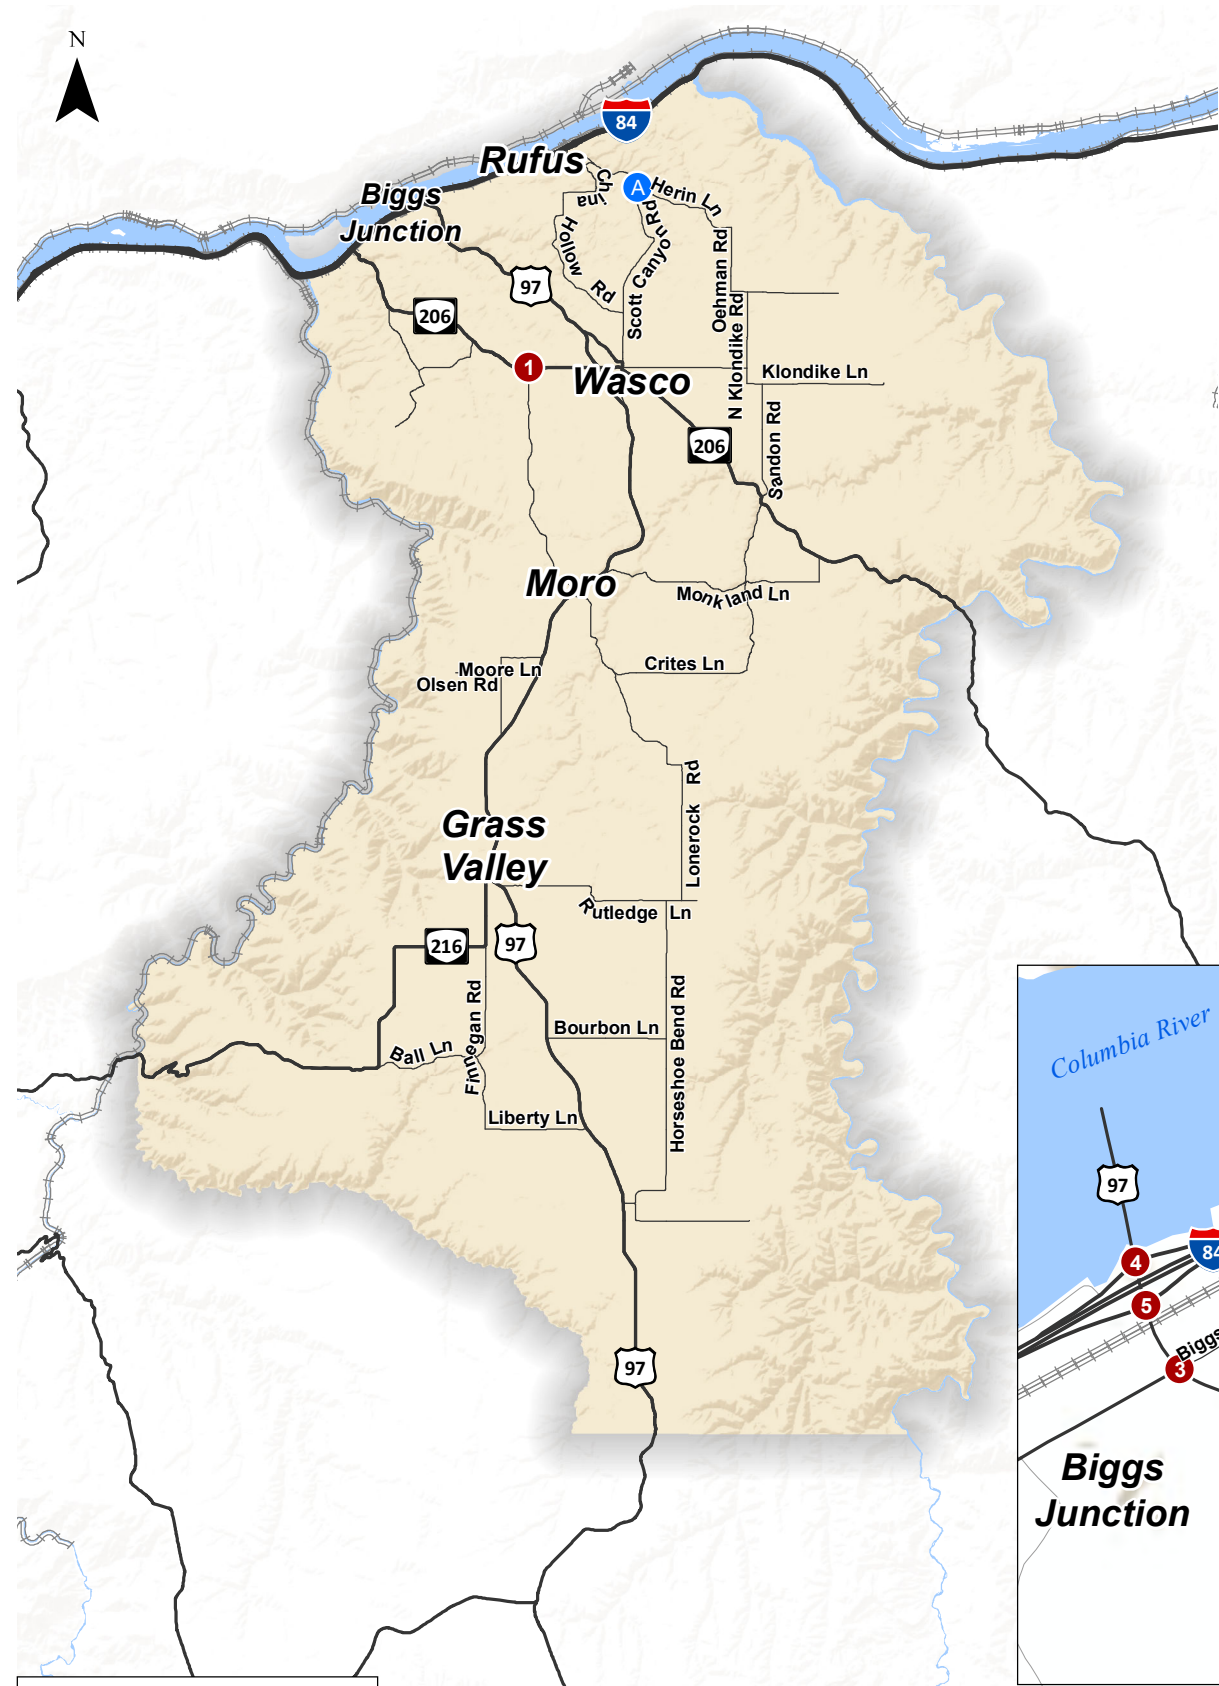 N
84
Rufus
Biggs
Junction
China
Hollow
Rd
A
Herin Ln
Scott Canyon Rd
Oehman Rd
N Klondike Rd
97
206
1
Wasco
Klondike Ln
206
Sandon Rd
Moro
Monkland Ln
Crites Ln
Moore Ln
Olsen Rd
Lonerock Rd
Grass
Valley
Rutledge Ln
216
97
Finnegan Rd
Ball Ln
Bourbon Ln
Horseshoe Bend Rd
Liberty Ln
97
Columbia River
97
4
84
5
Biggs
3
Biggs
Junction